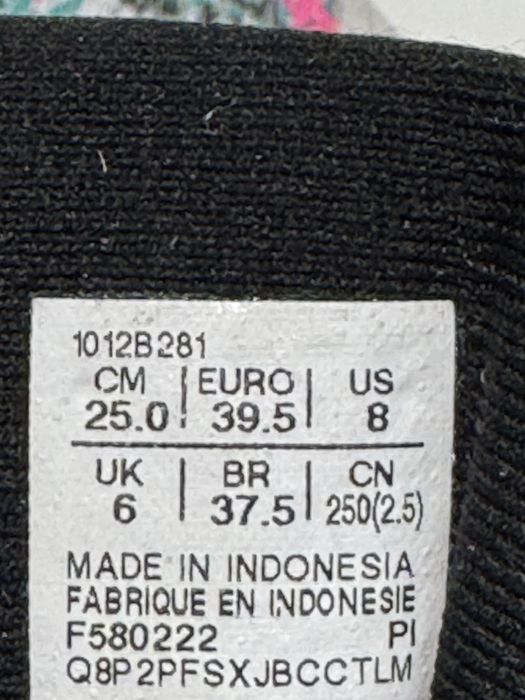 1012B281
CM | EURO | US
25.0 | 39.5 | 8
UK | BR | CN
6 | 37.5 | 250(2.5)
MADE IN INDONESIA
FABRIQUE EN INDONESIE
F580222 PI
Q8P2PFSXJBCCTLM